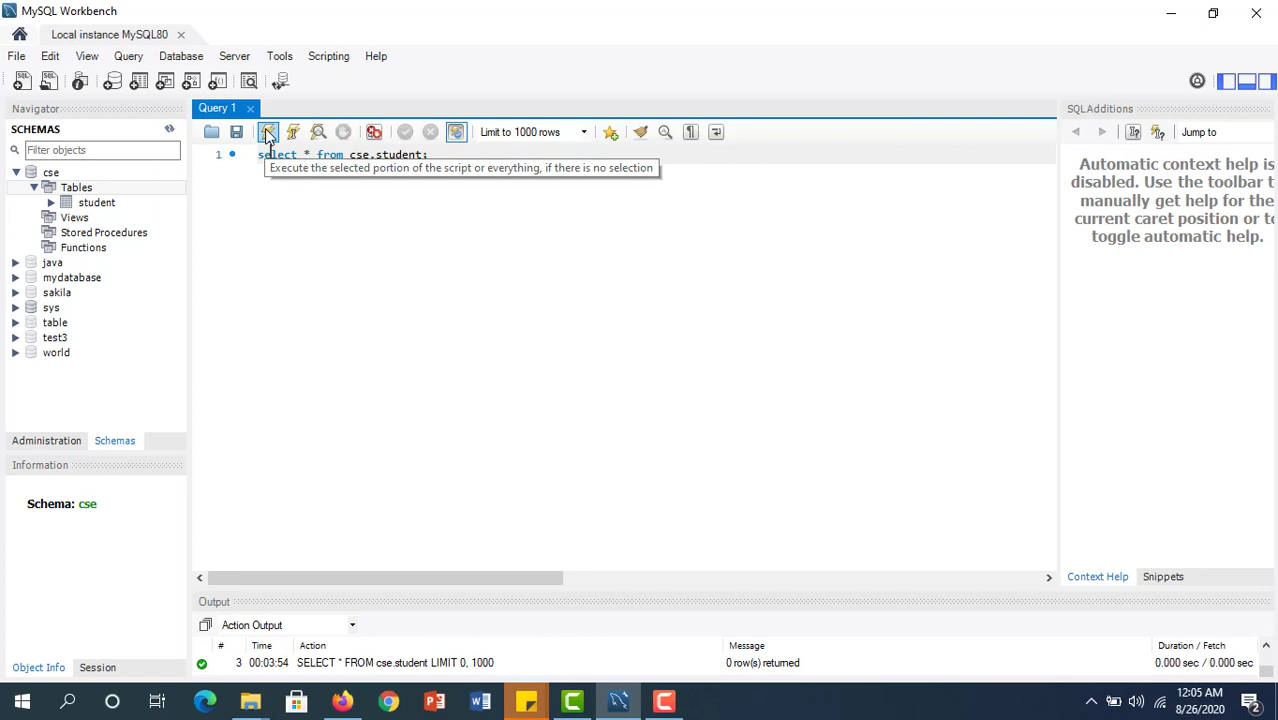 MySQL Workbench
Local instance MySQL80
File Edit View Query Database Server Tools Scripting Help
Navigator
SCHEMAS
Filter objects
cse
Tables
student
Views
Stored Procedures
Functions
java
mydatabase
sakila
sys
table
test3
world
Administration Schemas
Information
Schema: cse
Object Info Session
Query 1
Limit to 1000 rows
1 select * from cse.student;
Execute the selected portion of the script or everything, if there is no selection
SQLAdditions
Jump to
Automatic context help is
disabled. Use the toolbar t
manually get help for the
current caret position or to
toggle automatic help.
Context Help Snippets
Output
Action Output
# Time Action Message Duration / Fetch
3 00:03:54 SELECT * FROM cse.student LIMIT 0, 1000 0 row(s) returned 0.000 sec / 0.000 sec
12:05 AM
8/26/2020
2